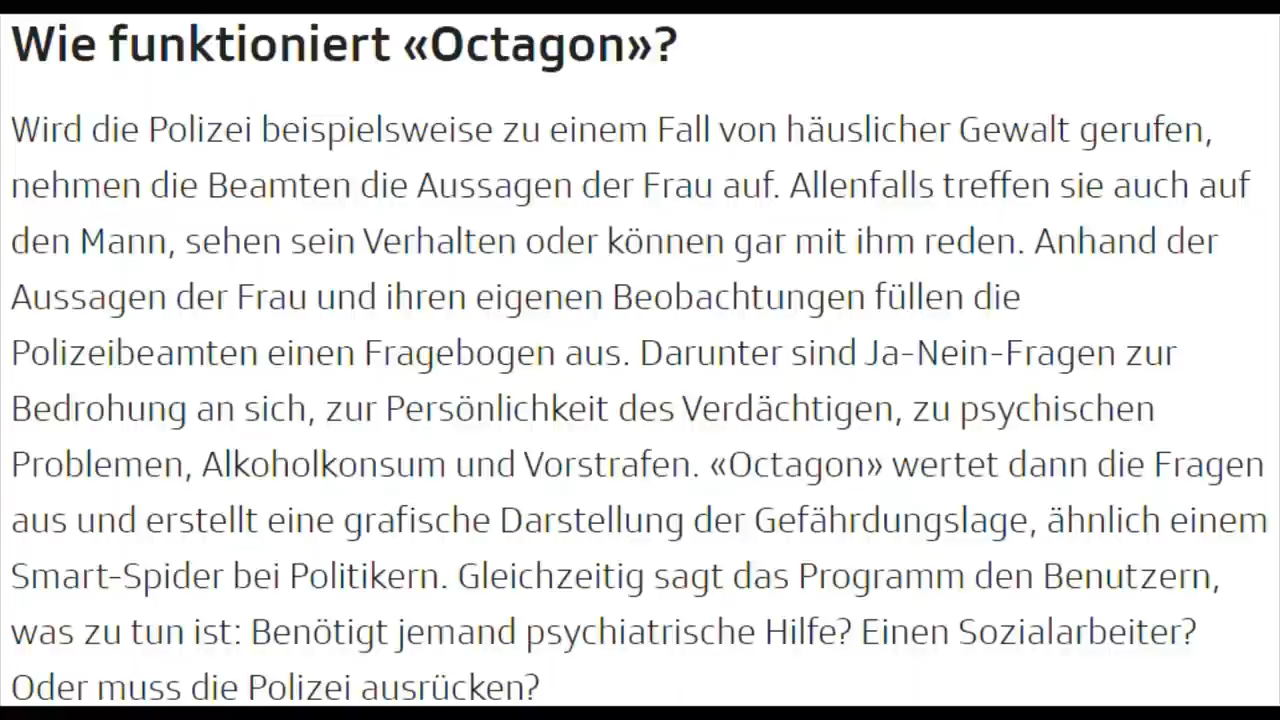 Wie funktioniert «Octagon»?
Wird die Polizei beispielsweise zu einem Fall von häuslicher Gewalt gerufen,
nehmen die Beamten die Aussagen der Frau auf. Allenfalls treffen sie auch auf
den Mann, sehen sein Verhalten oder können gar mit ihm reden. Anhand der
Aussagen der Frau und ihren eigenen Beobachtungen füllen die
Polizeibeamten einen Fragebogen aus. Darunter sind Ja-Nein-Fragen zur
Bedrohung an sich, zur Persönlichkeit des Verdächtigen, zu psychischen
Problemen, Alkoholkonsum und Vorstrafen. «Octagon» wertet dann die Fragen
aus und erstellt eine grafische Darstellung der Gefährdungslage, ähnlich einem
Smart-Spider bei Politikern. Gleichzeitig sagt das Programm den Benutzern,
was zu tun ist: Benötigt jemand psychiatrische Hilfe? Einen Sozialarbeiter?
Oder muss die Polizei ausrücken?